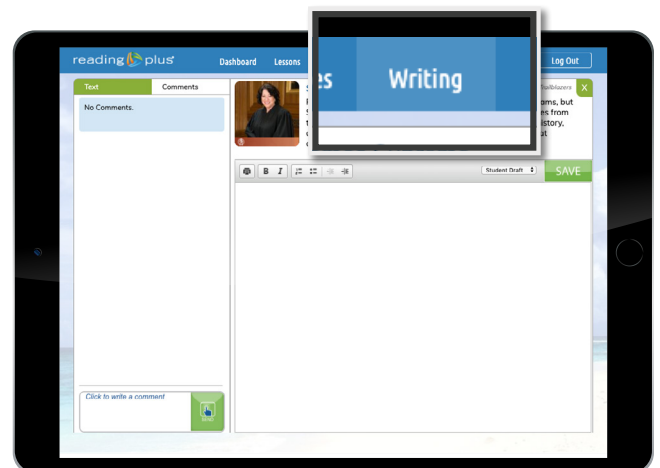 reading plus
Dashboard
Lessons
es
Writing
Log Out
Text
Comments
No Comments.
Trailblazers
X
ams, but
es from
istory,
at
B
I
Student Draft
SAVE
Click to write a comment